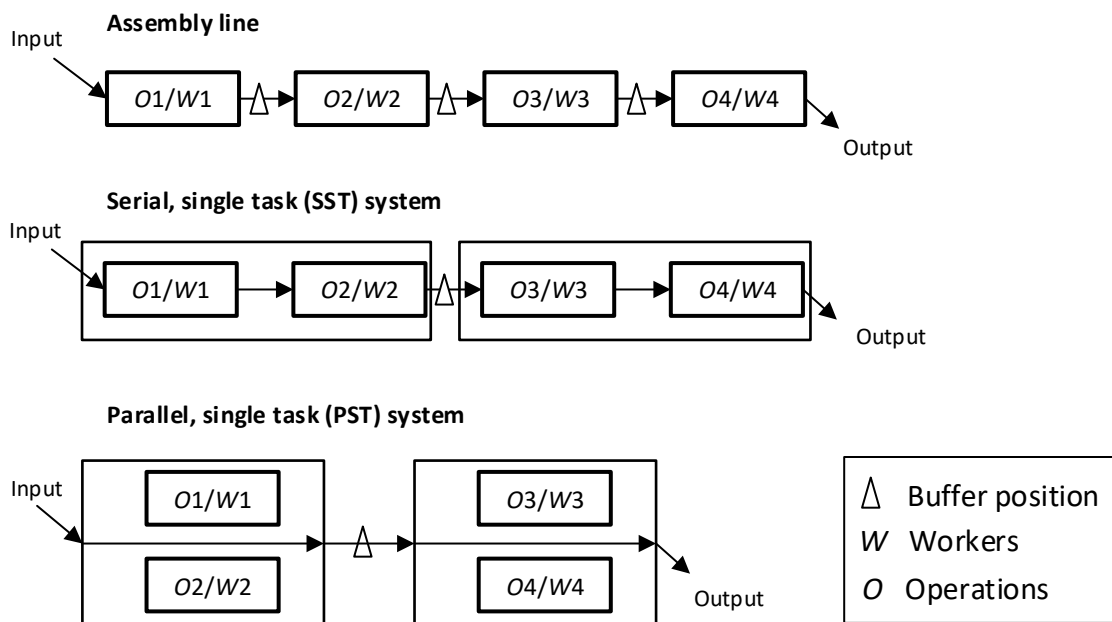 Assembly line
Input
O1/W1
O2/W2
O3/W3
O4/W4
Output
Serial, single task (SST) system
Input
O1/W1
O2/W2
O3/W3
O4/W4
Output
Parallel, single task (PST) system
Input
O1/W1
O3/W3
O2/W2
O4/W4
Output
Buffer position
W Workers
O Operations